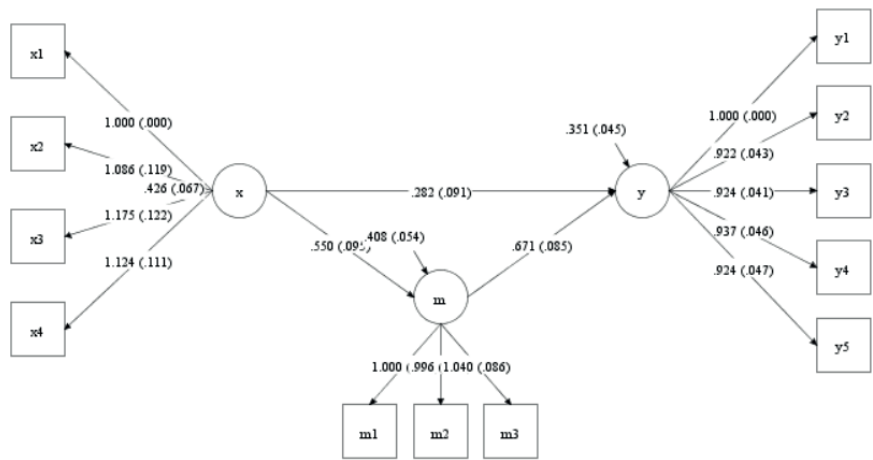 x1
x2
x3
x4
1.000 (.000)
1.086 (.119)
.426 (.067)
1.175 (.122)
1.124 (.111)
x
.282 (.091)
.550 (.095)
.408 (.054)
.671 (.085)
.351 (.045)
y
m
1.000 (
.996 (
1.040 (.086)
m1
m2
m3
1.000 (.000)
.922 (.043)
.924 (.041)
.937 (.046)
.924 (.047)
y1
y2
y3
y4
y5